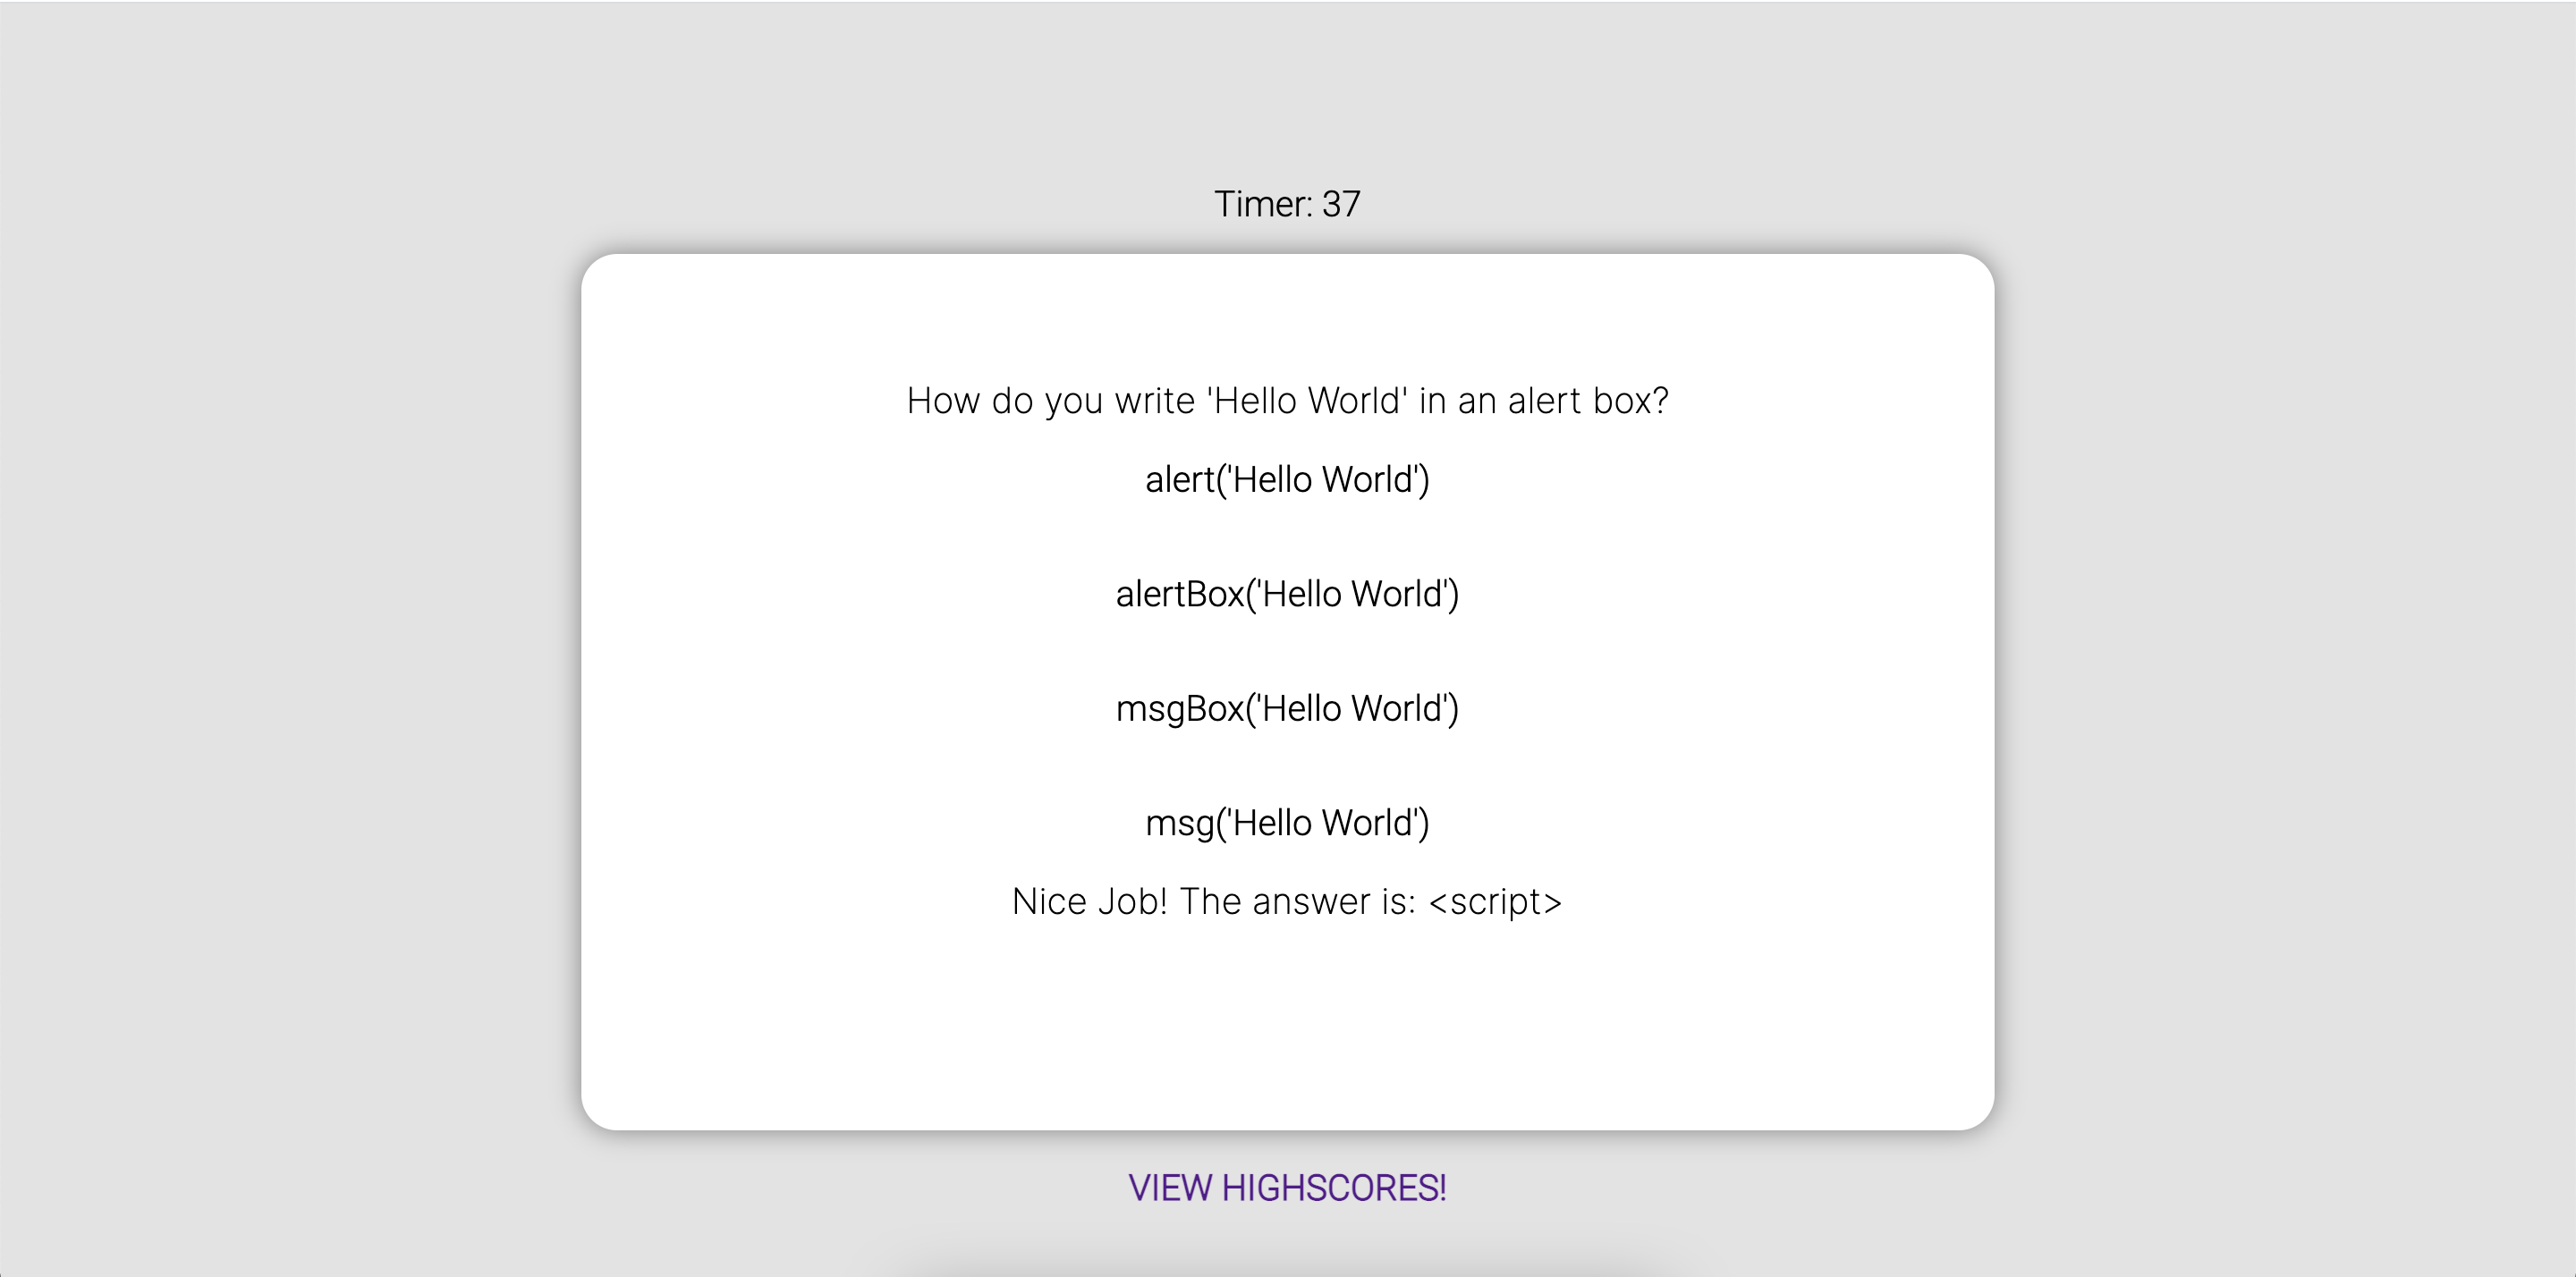 Timer: 37
How do you write 'Hello World' in an alert box?
alert('Hello World')
alertBox('Hello World')
msgBox('Hello World')
msg('Hello World')
Nice Job! The answer is: <script>
VIEW HIGHSCORES!